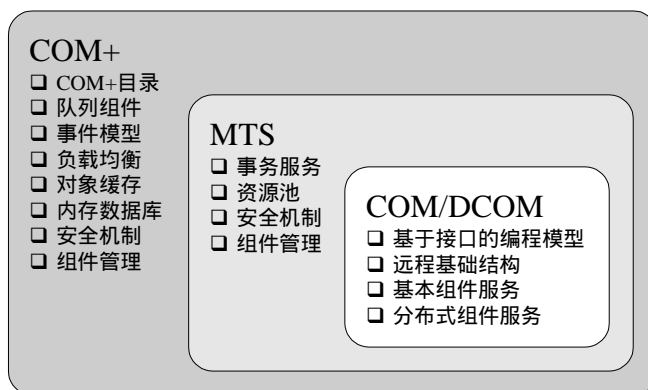 COM+
❑ COM+目录
❑ 队列组件
❑ 事件模型
❑ 负载均衡
❑ 对象缓存
❑ 内存数据库
❑ 安全机制
❑ 组件管理
MTS
❑ 事务服务
❑ 资源池
❑ 安全机制
❑ 组件管理
COM/DCOM
❑ 基于接口的编程模型
❑ 远程基础结构
❑ 基本组件服务
❑ 分布式组件服务